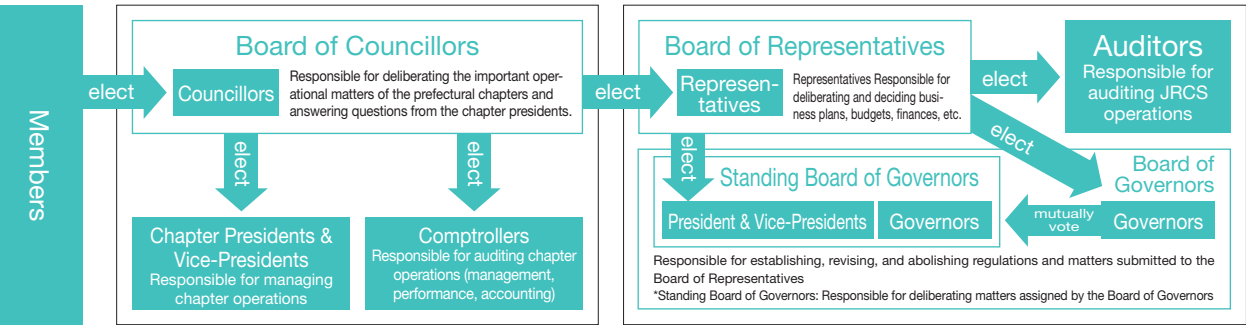 Members
elect
Board of Councillors
Councillors
Responsible for deliberating the important oper-
ational matters of the prefectural chapters and
answering questions from the chapter presidents.
elect
elect
Chapter Presidents &
Vice-Presidents
Responsible for managing
chapter operations
Comptrollers
Responsible for auditing chapter
operations (management,
performance, accounting)
elect
Board of Representatives
Represen-
tatives
Representatives Responsible for
deliberating and deciding busi-
ness plans, budgets, finances, etc.
elect
Auditors
Responsible for
auditing JRCS
operations
elect
elect
Standing Board of Governors
President & Vice-Presidents
Governors
Board of
Governors
mutually
vote
Governors
Responsible for establishing, revising, and abolishing regulations and matters submitted to the
Board of Representatives
*Standing Board of Governors: Responsible for deliberating matters assigned by the Board of Governors